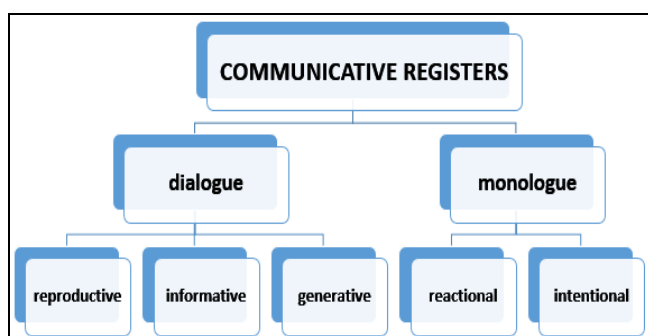 COMMUNICATIVE REGISTERS
dialogue
monologue
reproductive
informative
generative
reactional
intentional